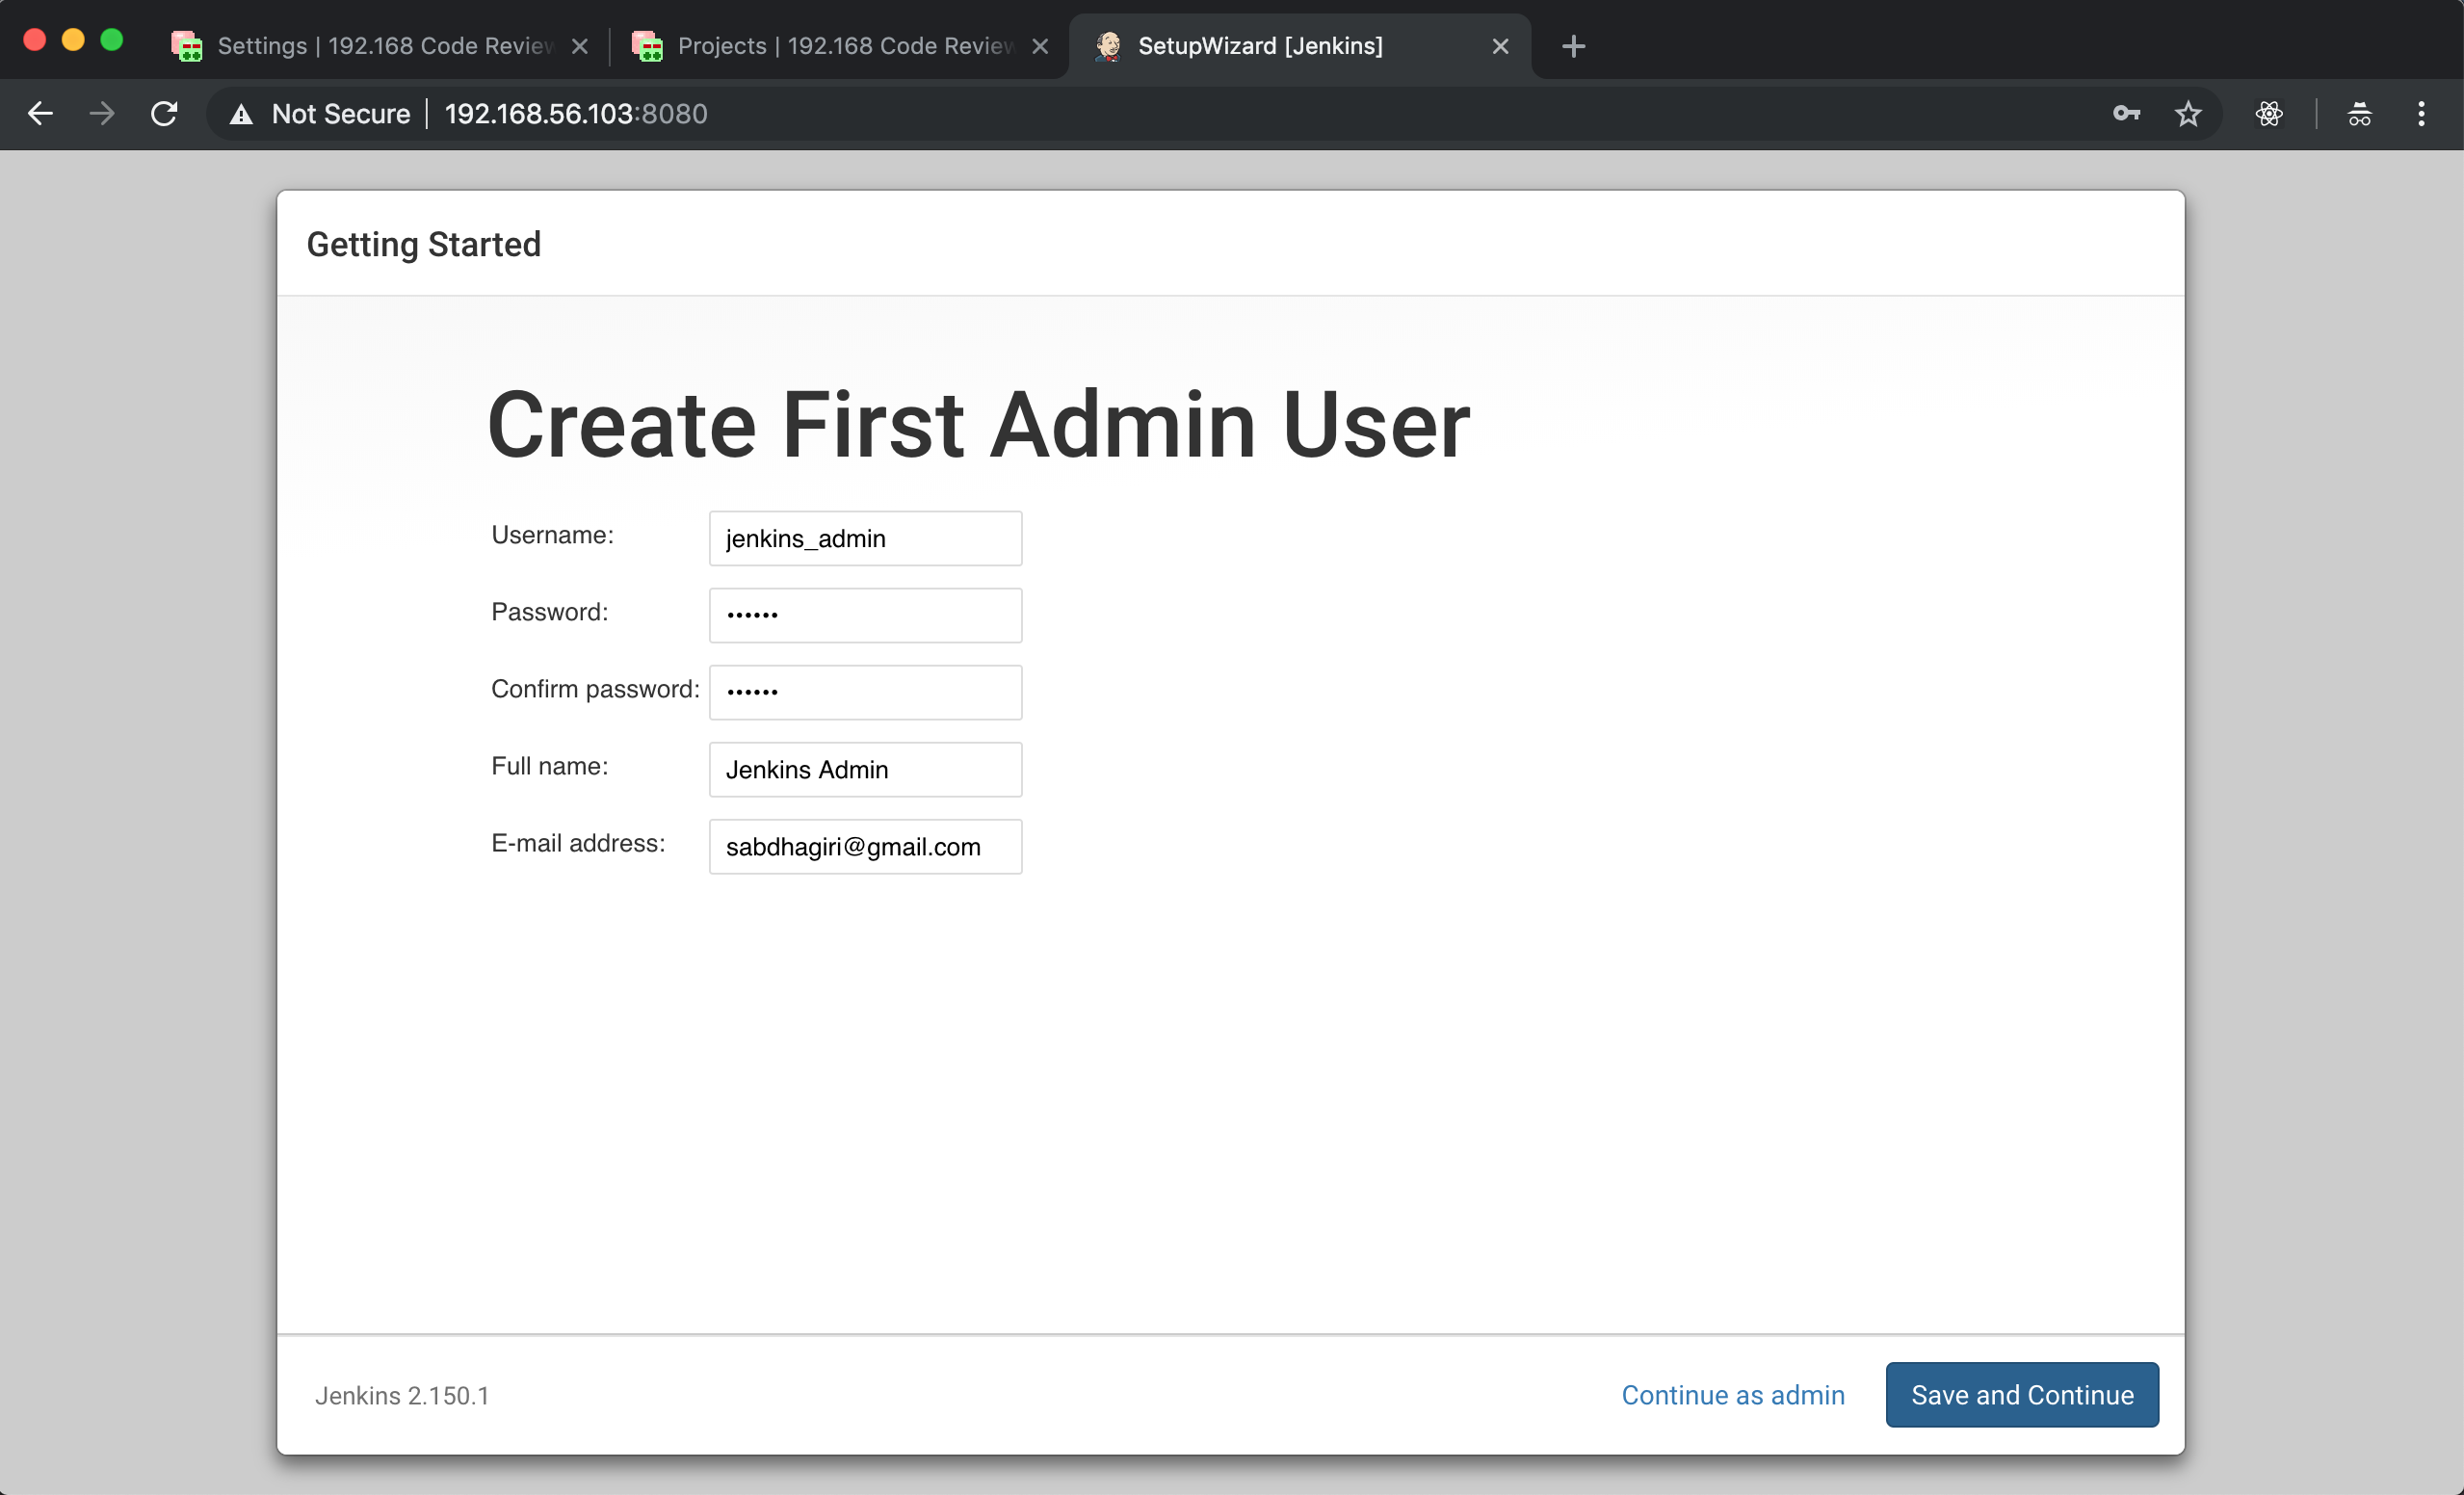 Settings | 192.168 Code Review
Projects | 192.168 Code Review
SetupWizard [Jenkins]
Not Secure | 192.168.56.103:8080
Getting Started
Create First Admin User
Username: jenkins_admin
Password: ••••••
Confirm password: ••••••
Full name: Jenkins Admin
E-mail address: sabdhagiri@gmail.com
Jenkins 2.150.1
Continue as admin
Save and Continue